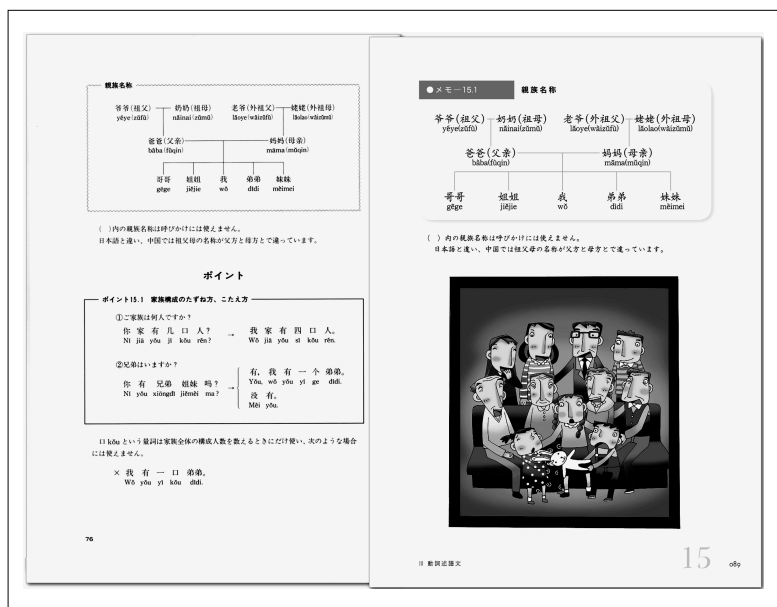 親族名称
爷爷(祖父) 奶奶(祖母) 老爷(外祖父) 姥姥(外祖母)
yéye(zǔfù) nǎinai(zǔmǔ) lǎoye(wàizǔfù) lǎolao(wàizǔmǔ)
爸爸(父亲) 妈妈(母亲)
bàba(fùqin) māma(mǔqin)
哥哥 姐姐 我 弟弟 妹妹
gēge jiějie wǒ dìdi mèimei
( )内の親族名称は呼びかけには使えません。
日本語と違い、中国では祖父母の名称が父方と母方とで違っています。
ポイント
ポイント15.1 家族構成のたずね方、こたえ方
①ご家族は何人ですか?
你 家 有 几 口 人? → 我 家 有 四 口 人。
Nǐ jiā yǒu jǐ kǒu rén? Wǒ jiā yǒu sì kǒu rén.
②兄弟はいますか?
你 有 兄弟 姐妹 吗? →
Nǐ yǒu xiōngdì jiěmèi ma?
有, 我 有 一 个 弟弟。
Yǒu, wǒ yǒu yí ge dìdi.
没 有。
Méi yǒu.
口 kǒu という量詞は家族全体の構成人数を数えるときにだけ使い、次のような場合
には使えません。
× 我 有 一 口 弟弟。
Wǒ yǒu yì kǒu dìdi.
76
●メモ—15.1 親族名称
爷爷(祖父) 奶奶(祖母) 老爷(外祖父) 姥姥(外祖母)
yéye(zǔfù) nǎinai(zǔmǔ) lǎoye(wàizǔfù) lǎolao(wàizǔmǔ)
爸爸(父亲) 妈妈(母亲)
bàba(fùqin) māma(mǔqin)
哥哥 姐姐 我 弟弟 妹妹
gēge jiějie wǒ dìdi mèimei
( )内の親族名称は呼びかけには使えません。
日本語と違い、中国では祖父母の名称が父方と母方とで違っています。
II 動詞述語文
15
089